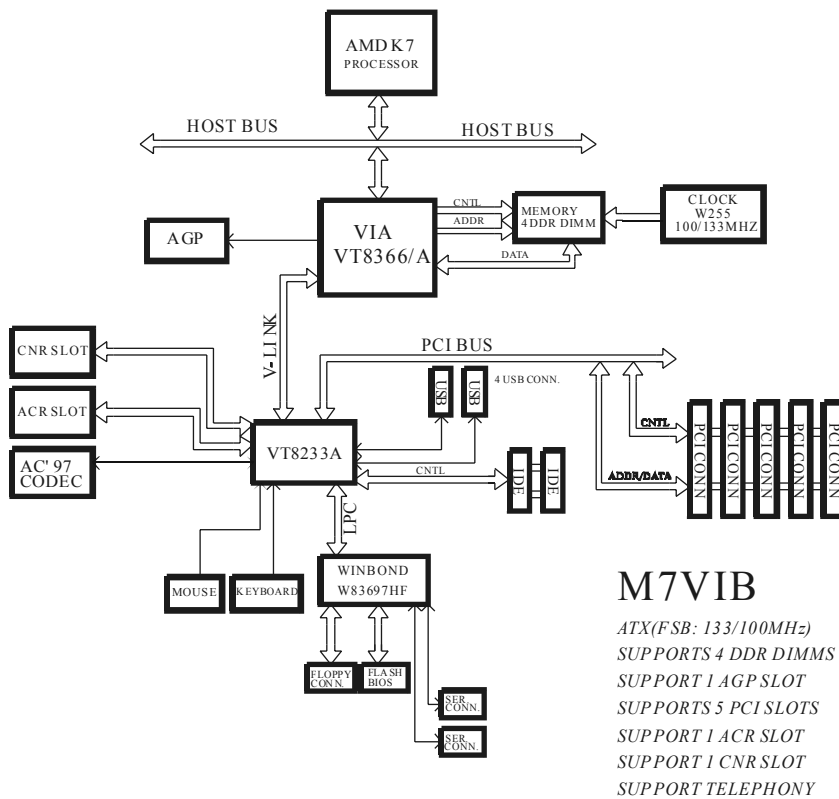 AMD K7
PROCESSOR
HOST BUS
HOST BUS
VIA
VT8366/A
CNTL
ADDR
DATA
MEMORY
4 DDR DIMM
CLOCK
W255
100/133MHZ
AGP
V-LINK
PCI BUS
CNR SLOT
ACR SLOT
AC'97
CODEC
VT8233A
USB
USB
4 USB CONN.
CNTL
IDE
IDE
CNTL
ADDR/DATA
PCI CONN
PCI CONN
PCI CONN
PCI CONN
PCI CONN
LPC
MOUSE
KEYBOARD
WINBOND
W83697HF
FLOPPY
CONN.
FLASH
BIOS
SER.
CONN.
SER.
CONN.
M7VIB
ATX(FSB: 133/100MHz)
SUPPORTS 4 DDR DIMMS
SUPPORT 1 AGP SLOT
SUPPORTS 5 PCI SLOTS
SUPPORT 1 ACR SLOT
SUPPORT 1 CNR SLOT
SUPPORT TELEPHONY